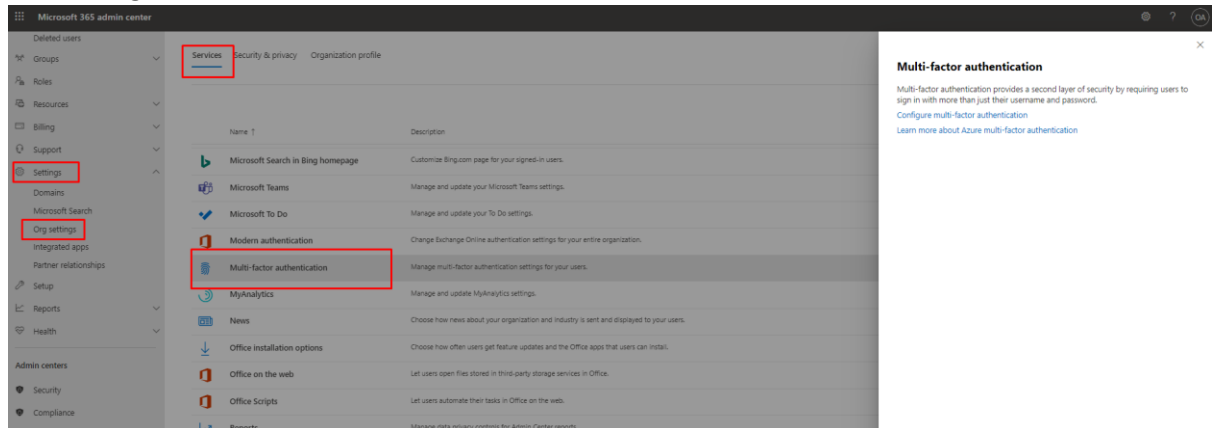 Microsoft 365 admin center
? OA
Deleted users
Groups
Roles
Resources
Billing
Support
Settings
Domains
Microsoft Search
Org settings
Integrated apps
Partner relationships
Setup
Reports
Health
Admin centers
Security
Compliance
Services Security & privacy Organization profile
Name ↑ Description
Microsoft Search in Bing homepage Customize Bing.com page for your signed-in users.
Microsoft Teams Manage and update your Microsoft Teams settings.
Microsoft To Do Manage and update your To Do settings.
Modern authentication Change Exchange Online authentication settings for your entire organization.
Multi-factor authentication Manage multi-factor authentication settings for your users.
MyAnalytics Manage and update MyAnalytics settings.
News Choose how news about your organization and industry is sent and displayed to your users.
Office installation options Choose how often users get feature updates and the Office apps that users can install.
Office on the web Let users open files stored in third-party storage services in Office.
Office Scripts Let users automate their tasks in Office on the web.
Reports Manage data privacy controls for Admin Center reports
Multi-factor authentication
Multi-factor authentication provides a second layer of security by requiring users to
sign in with more than just their username and password.
Configure multi-factor authentication
Learn more about Azure multi-factor authentication